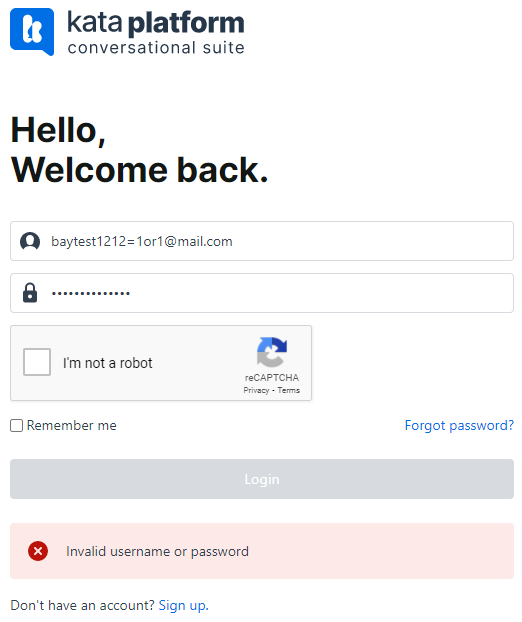 kata platform
conversational suite
Hello,
Welcome back.
baytest1212=1or1@mail.com
••••••••••••••
I'm not a robot
reCAPTCHA
Privacy - Terms
Remember me
Forgot password?
Login
Invalid username or password
Don't have an account? Sign up.